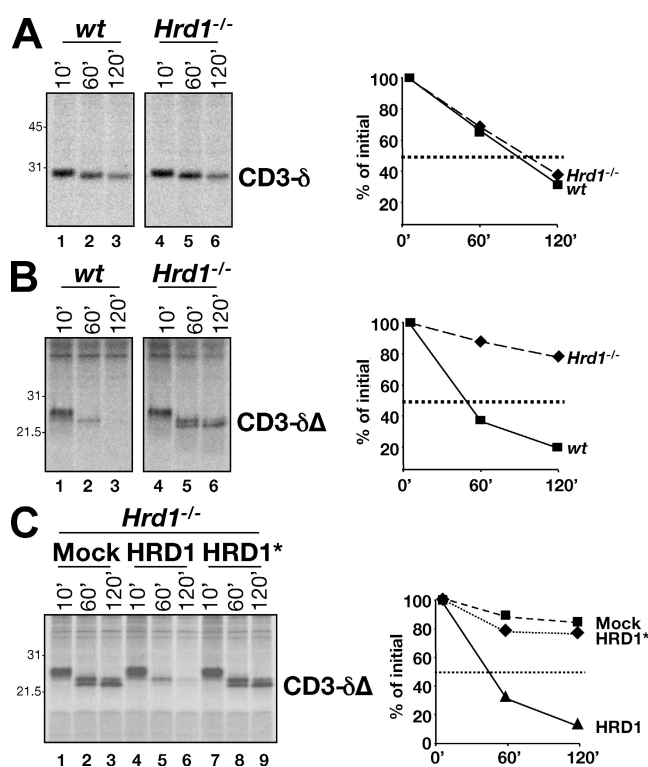 A
wt Hrd1-/-
10' 60' 120' 10' 60' 120'
45-
31-
CD3-δ
1 2 3 4 5 6
% of initial
100
80
60
40
20
Hrd1-/-
wt
0' 60' 120'
B
wt Hrd1-/-
10' 60' 120' 10' 60' 120'
31-
21.5-
CD3-δΔ
1 2 3 4 5 6
% of initial
100
80
60
40
20
Hrd1-/-
wt
0' 60' 120'
C
Hrd1-/-
Mock HRD1 HRD1*
10' 60' 120' 10' 60' 120' 10' 60' 120'
31-
21.5-
CD3-δΔ
1 2 3 4 5 6 7 8 9
% of initial
100
80
60
40
20
0
Mock
HRD1*
HRD1
0' 60' 120'